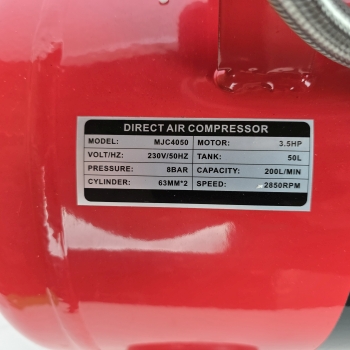 DIRECT AIR COMPRESSOR
MODEL: MJC4050 MOTOR: 3.5HP
VOLT/HZ: 230V/50HZ TANK: 50L
PRESSURE: 8BAR CAPACITY: 200L/MIN
CYLINDER: 63MM*2 SPEED: 2850RPM